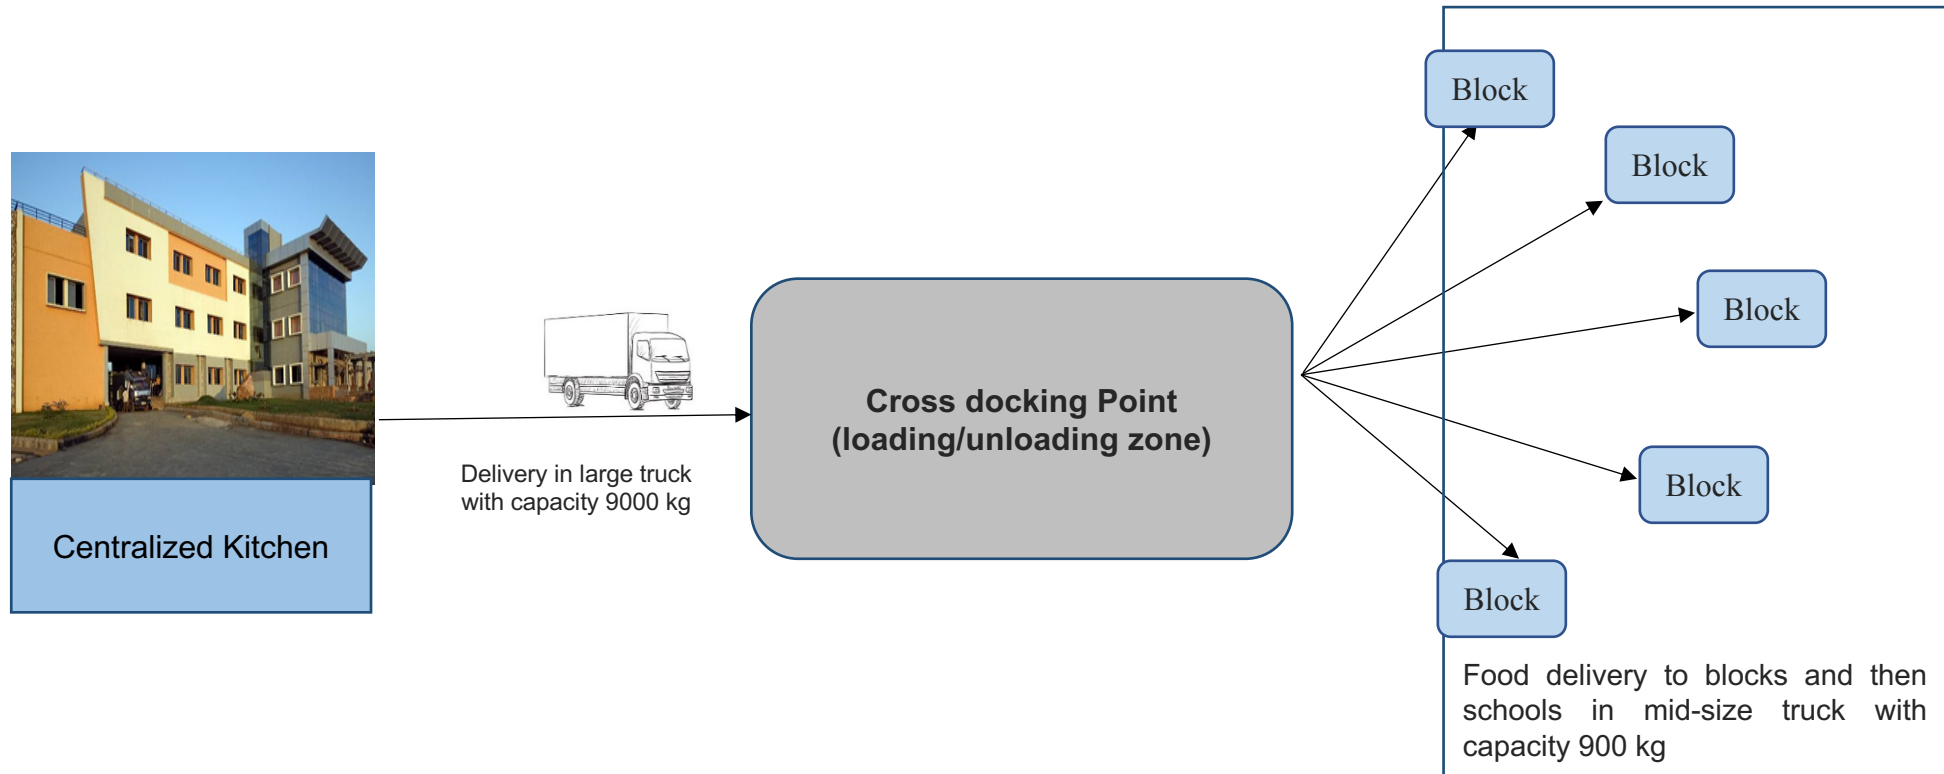 Block
Block
Block
Cross docking Point
(loading/unloading zone)
Delivery in large truck
with capacity 9000 kg
Centralized Kitchen
Block
Block
Food delivery to blocks and then
schools in mid-size truck with
capacity 900 kg